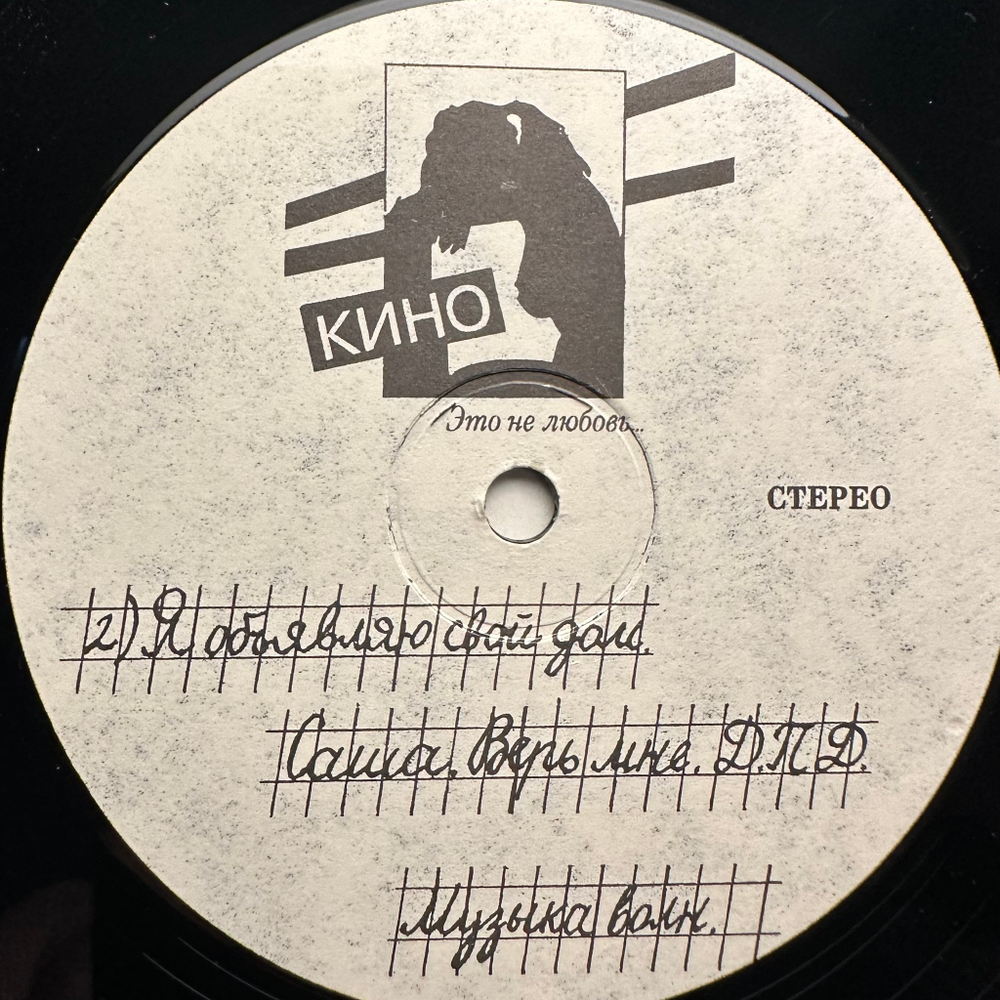 КИНО
Это не любовь...
СТЕРЕО
2) Я объявляю свой дом.
Саша. Верь мне. Д.П.Д.
Музыка волн.